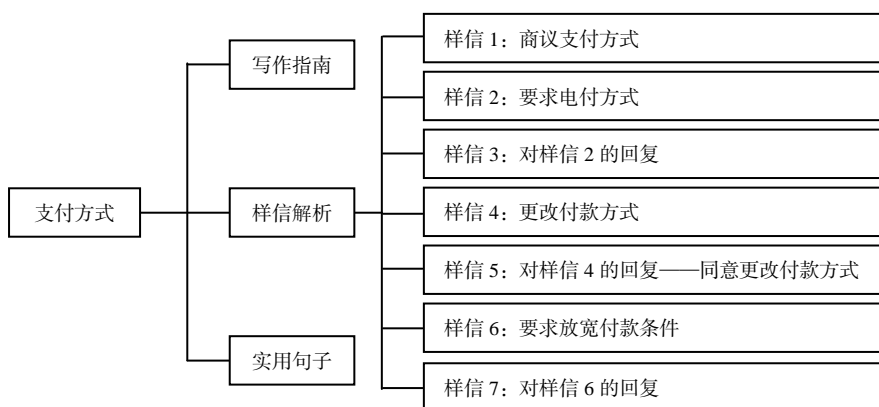 支付方式
写作指南
样信解析
实用句子
样信 1：商议支付方式
样信 2：要求电付方式
样信 3：对样信 2 的回复
样信 4：更改付款方式
样信 5：对样信 4 的回复——同意更改付款方式
样信 6：要求放宽付款条件
样信 7：对样信 6 的回复